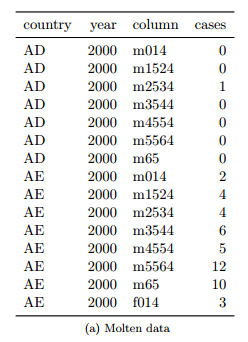 country year column cases
AD 2000 m014 0
AD 2000 m1524 0
AD 2000 m2534 1
AD 2000 m3544 0
AD 2000 m4554 0
AD 2000 m5564 0
AD 2000 m65 0
AE 2000 m014 2
AE 2000 m1524 4
AE 2000 m2534 4
AE 2000 m3544 6
AE 2000 m4554 5
AE 2000 m5564 12
AE 2000 m65 10
AE 2000 f014 3
(a) Molten data